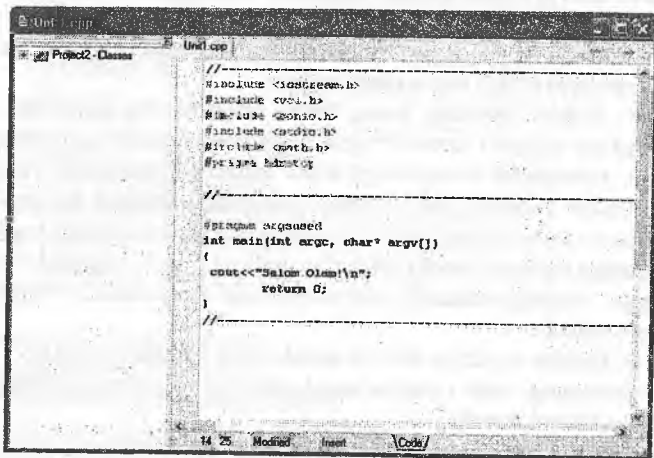 Unit1.cpp
Project2 - Classes
Unit1.cpp
//
#include <iostream.h>
#include <vcl.h>
#include <conio.h>
#include <stdio.h>
#include <math.h>
#pragma hdrstop
//
#pragma argsused
int main(int argc, char* argv[])
{
cout<<"Salom Olam!\n";
return 0;
}
//
14 25 Modified Insert Code